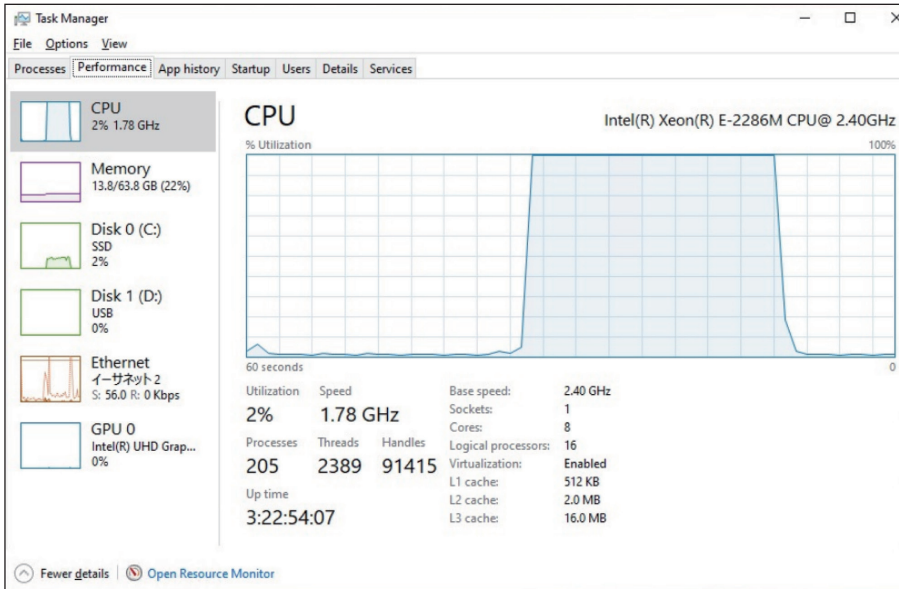 Task Manager
File Options View
Processes Performance App history Startup Users Details Services
CPU
2% 1.78 GHz
Memory
13.8/63.8 GB (22%)
Disk 0 (C:)
SSD
2%
Disk 1 (D:)
USB
0%
Ethernet
イーサネット 2
S: 56.0 R: 0 Kbps
GPU 0
Intel(R) UHD Grap...
0%
CPU Intel(R) Xeon(R) E-2286M CPU@ 2.40GHz
% Utilization 100%
60 seconds 0
Utilization Speed
2% 1.78 GHz
Processes Threads Handles
205 2389 91415
Up time
3:22:54:07
Base speed: 2.40 GHz
Sockets: 1
Cores: 8
Logical processors: 16
Virtualization: Enabled
L1 cache: 512 KB
L2 cache: 2.0 MB
L3 cache: 16.0 MB
Fewer details Open Resource Monitor